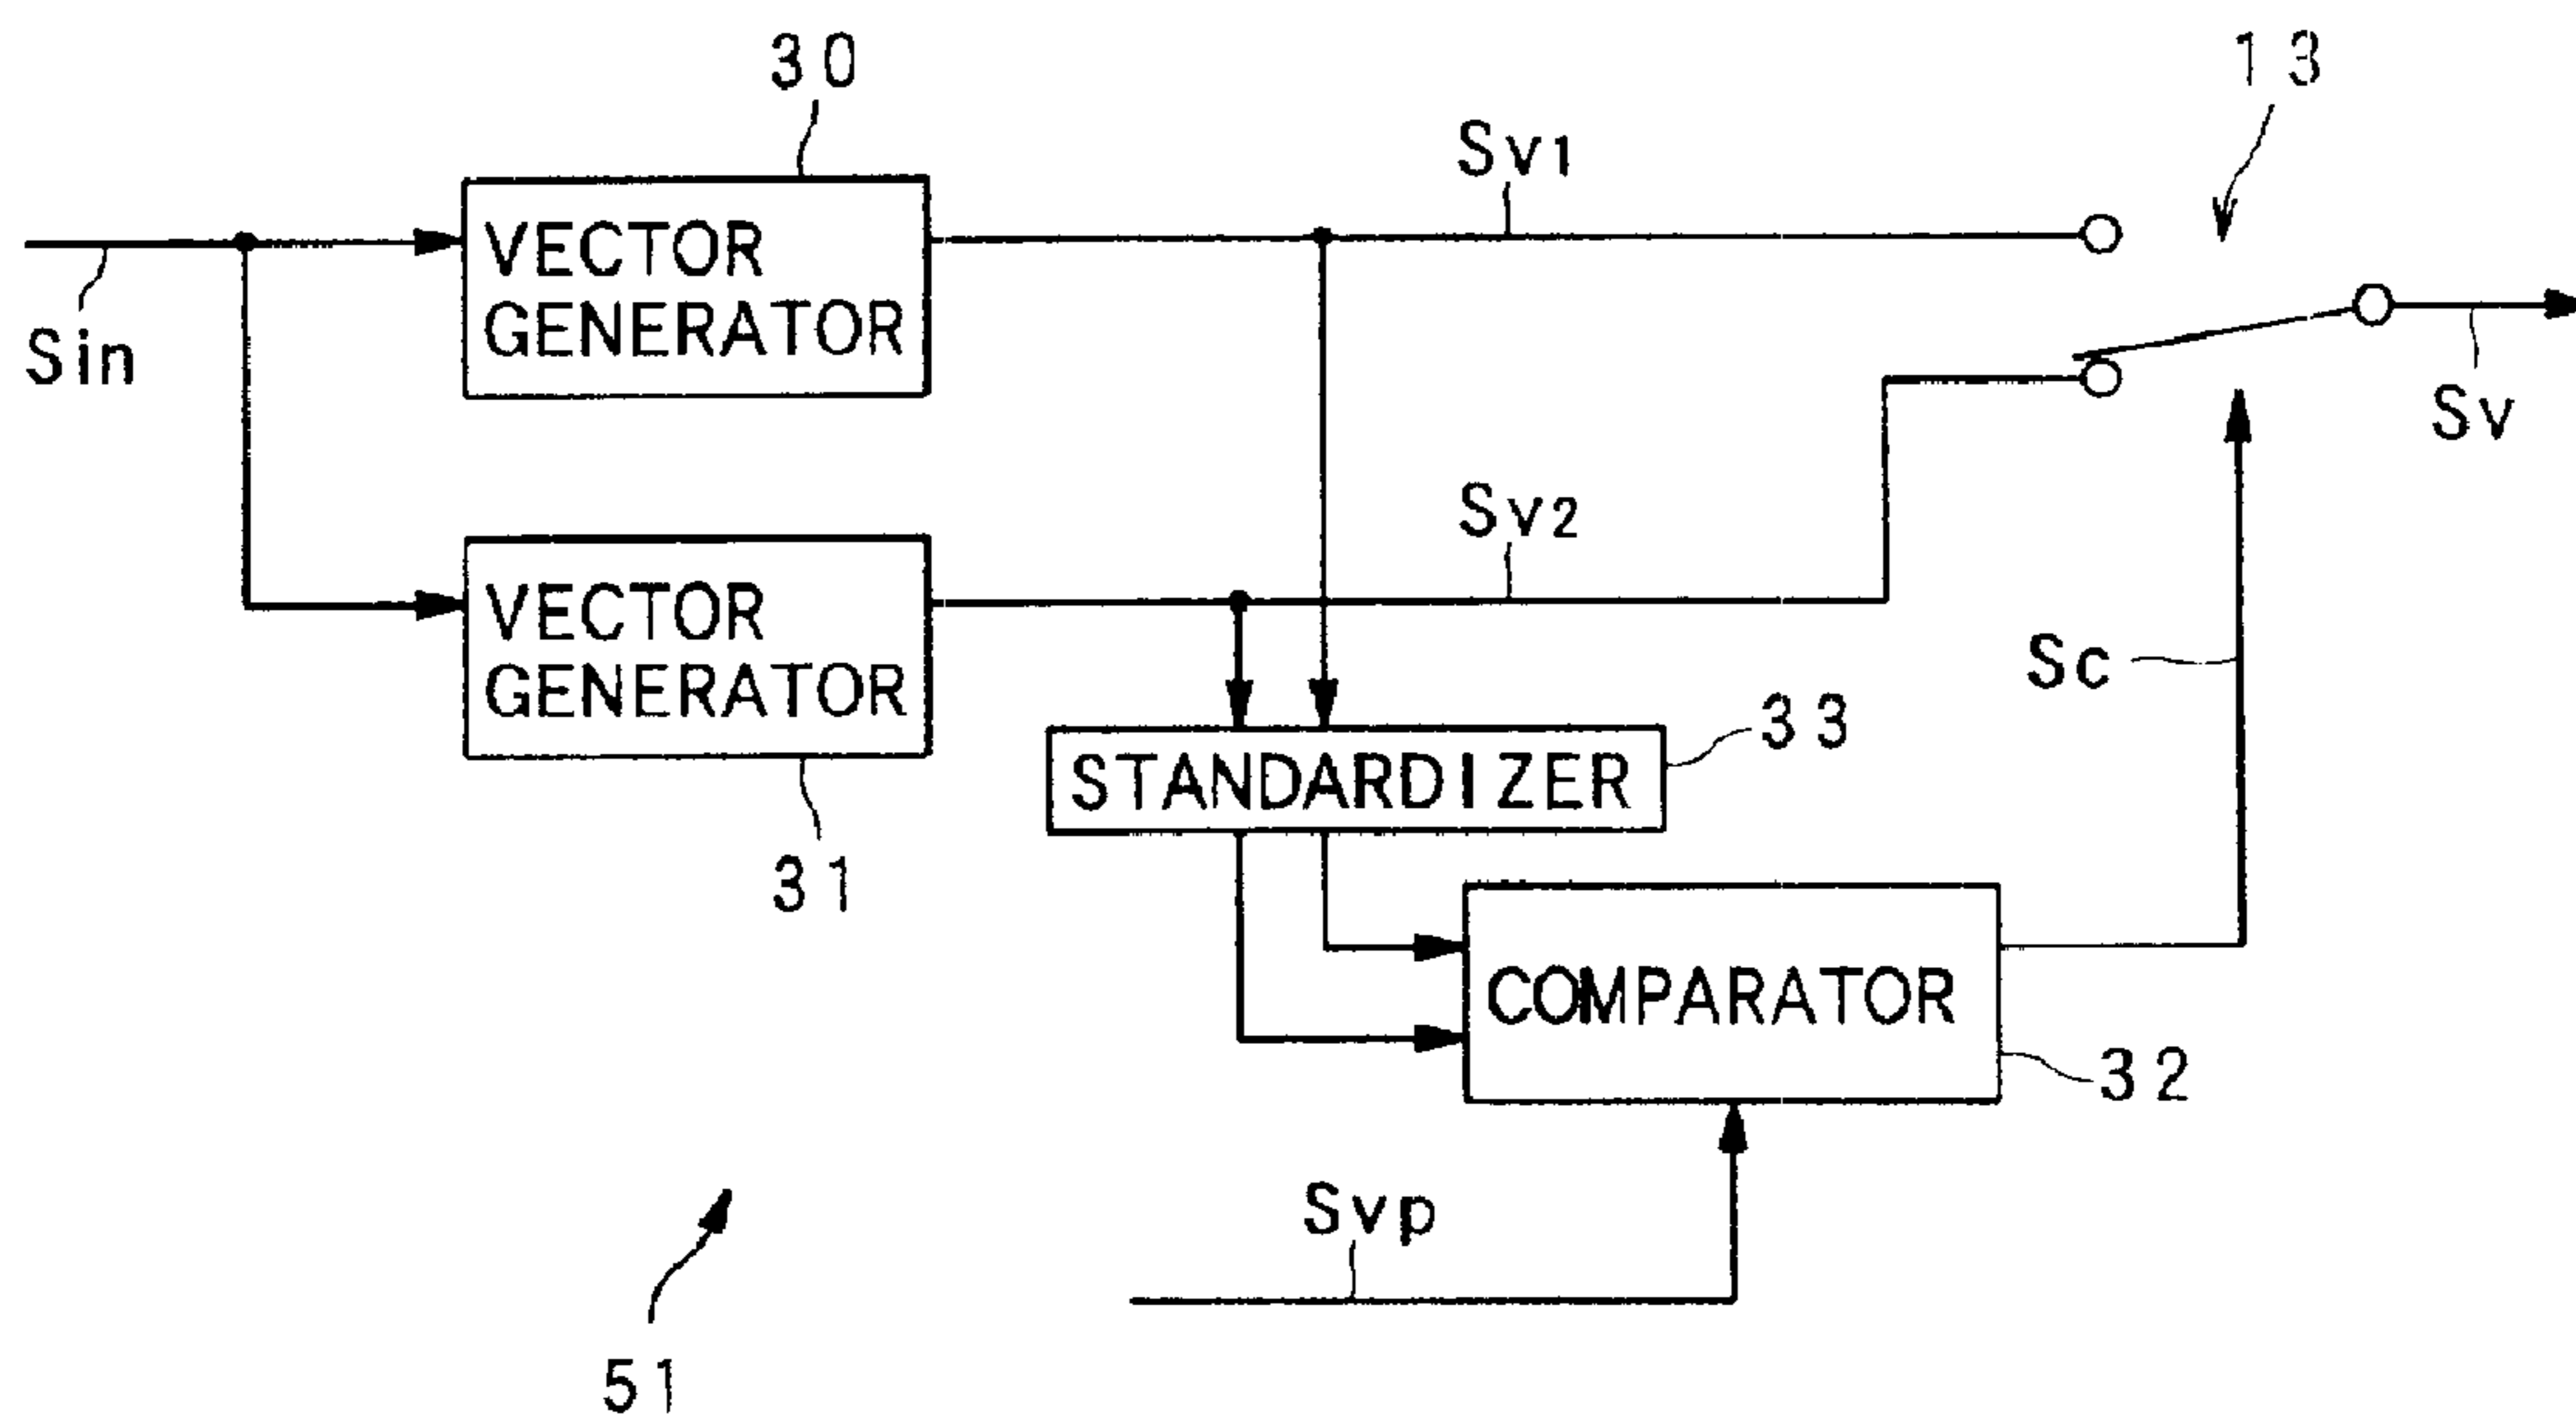 30
13
Sv1
VECTOR
GENERATOR
Sin
Sv
Sv2
VECTOR
GENERATOR
Sc
33
STANDARDIZER
31
COMPARATOR
32
Svp
51